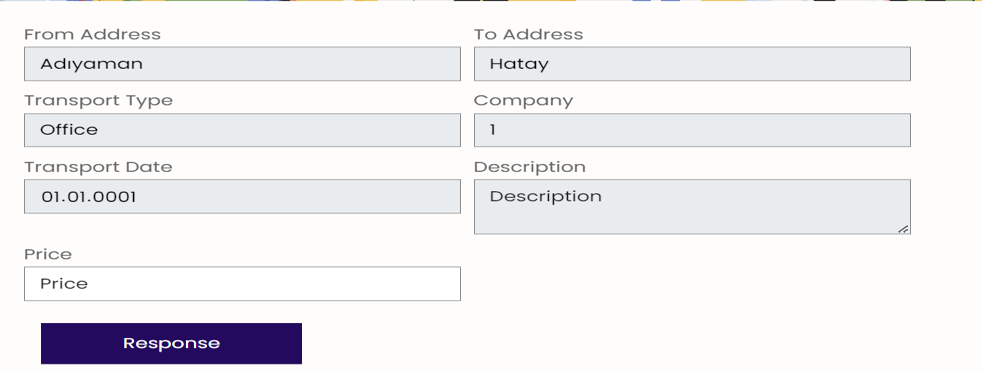 From Address
To Address
Adıyaman
Hatay
Transport Type
Company
Office
1
Transport Date
Description
01.01.0001
Description
Price
Price
Response